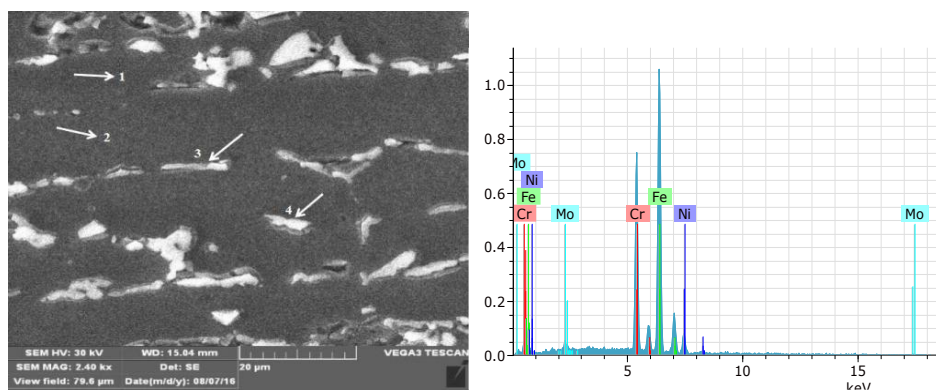 1
2
3
4
SEM HV: 30 kV WD: 15.04 mm VEGA3 TESCAN
SEM MAG: 2.40 kx Det: SE 20 µm
View field: 79.6 µm Date(m/d/y): 08/07/16
1.0
0.8
0.6
0.4
0.2
0.0
Mo
Ni
Fe
Cr
Mo
Cr
Fe
Ni
Mo
5 10 15
keV